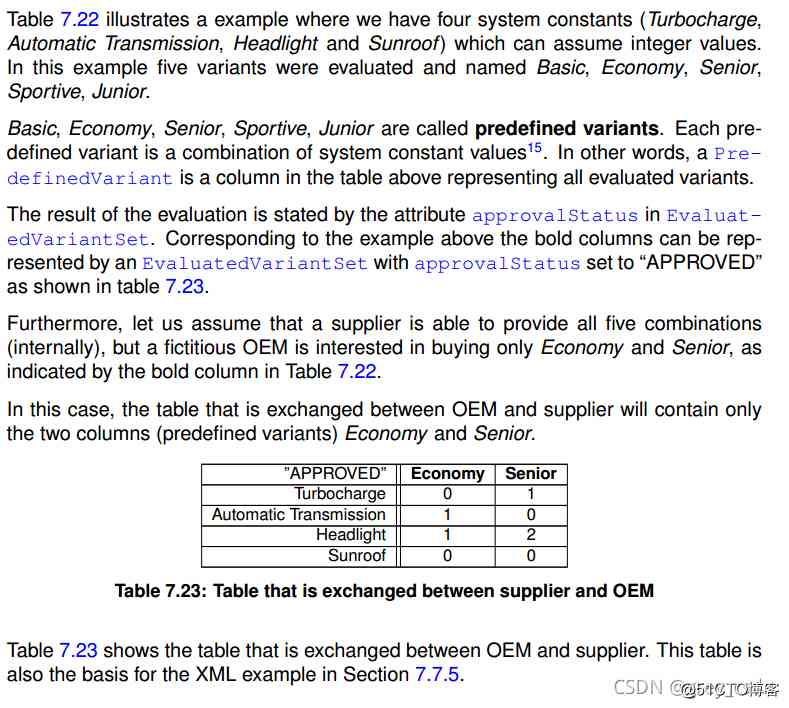 Table 7.22 illustrates a example where we have four system constants (Turbocharge,
Automatic Transmission, Headlight and Sunroof) which can assume integer values.
In this example five variants were evaluated and named Basic, Economy, Senior,
Sportive, Junior.
Basic, Economy, Senior, Sportive, Junior are called predefined variants. Each pre-
defined variant is a combination of system constant values15. In other words, a Pre-
definedVariant is a column in the table above representing all evaluated variants.
The result of the evaluation is stated by the attribute approvalStatus in Evaluat-
edVariantSet. Corresponding to the example above the bold columns can be rep-
resented by an EvaluatedVariantSet with approvalStatus set to “APPROVED”
as shown in table 7.23.
Furthermore, let us assume that a supplier is able to provide all five combinations
(internally), but a fictitious OEM is interested in buying only Economy and Senior, as
indicated by the bold column in Table 7.22.
In this case, the table that is exchanged between OEM and supplier will contain only
the two columns (predefined variants) Economy and Senior.
”APPROVED” Economy Senior
Turbocharge 0 1
Automatic Transmission 1 0
Headlight 1 2
Sunroof 0 0
Table 7.23: Table that is exchanged between supplier and OEM
Table 7.23 shows the table that is exchanged between OEM and supplier. This table is
also the basis for the XML example in Section 7.7.5.
CSDN @51CTO博客